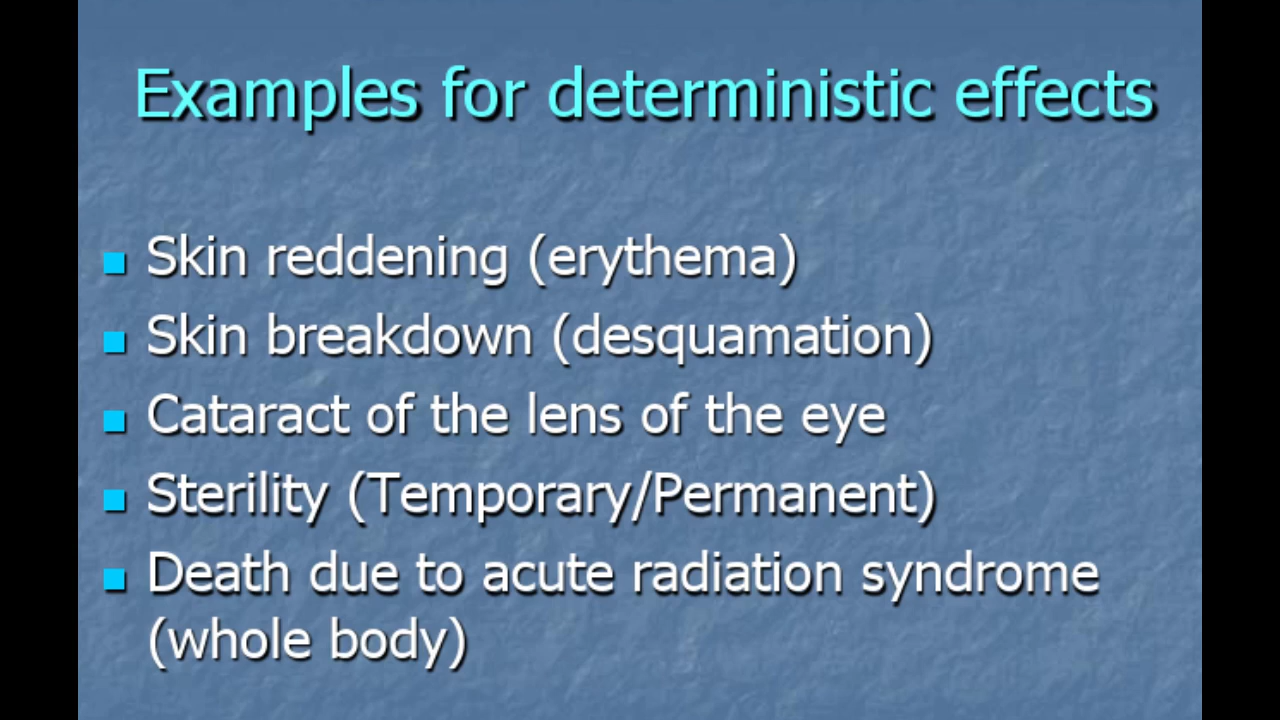 Examples for deterministic effects
Skin reddening (erythema)
Skin breakdown (desquamation)
Cataract of the lens of the eye
Sterility (Temporary/Permanent)
Death due to acute radiation syndrome
(whole body)